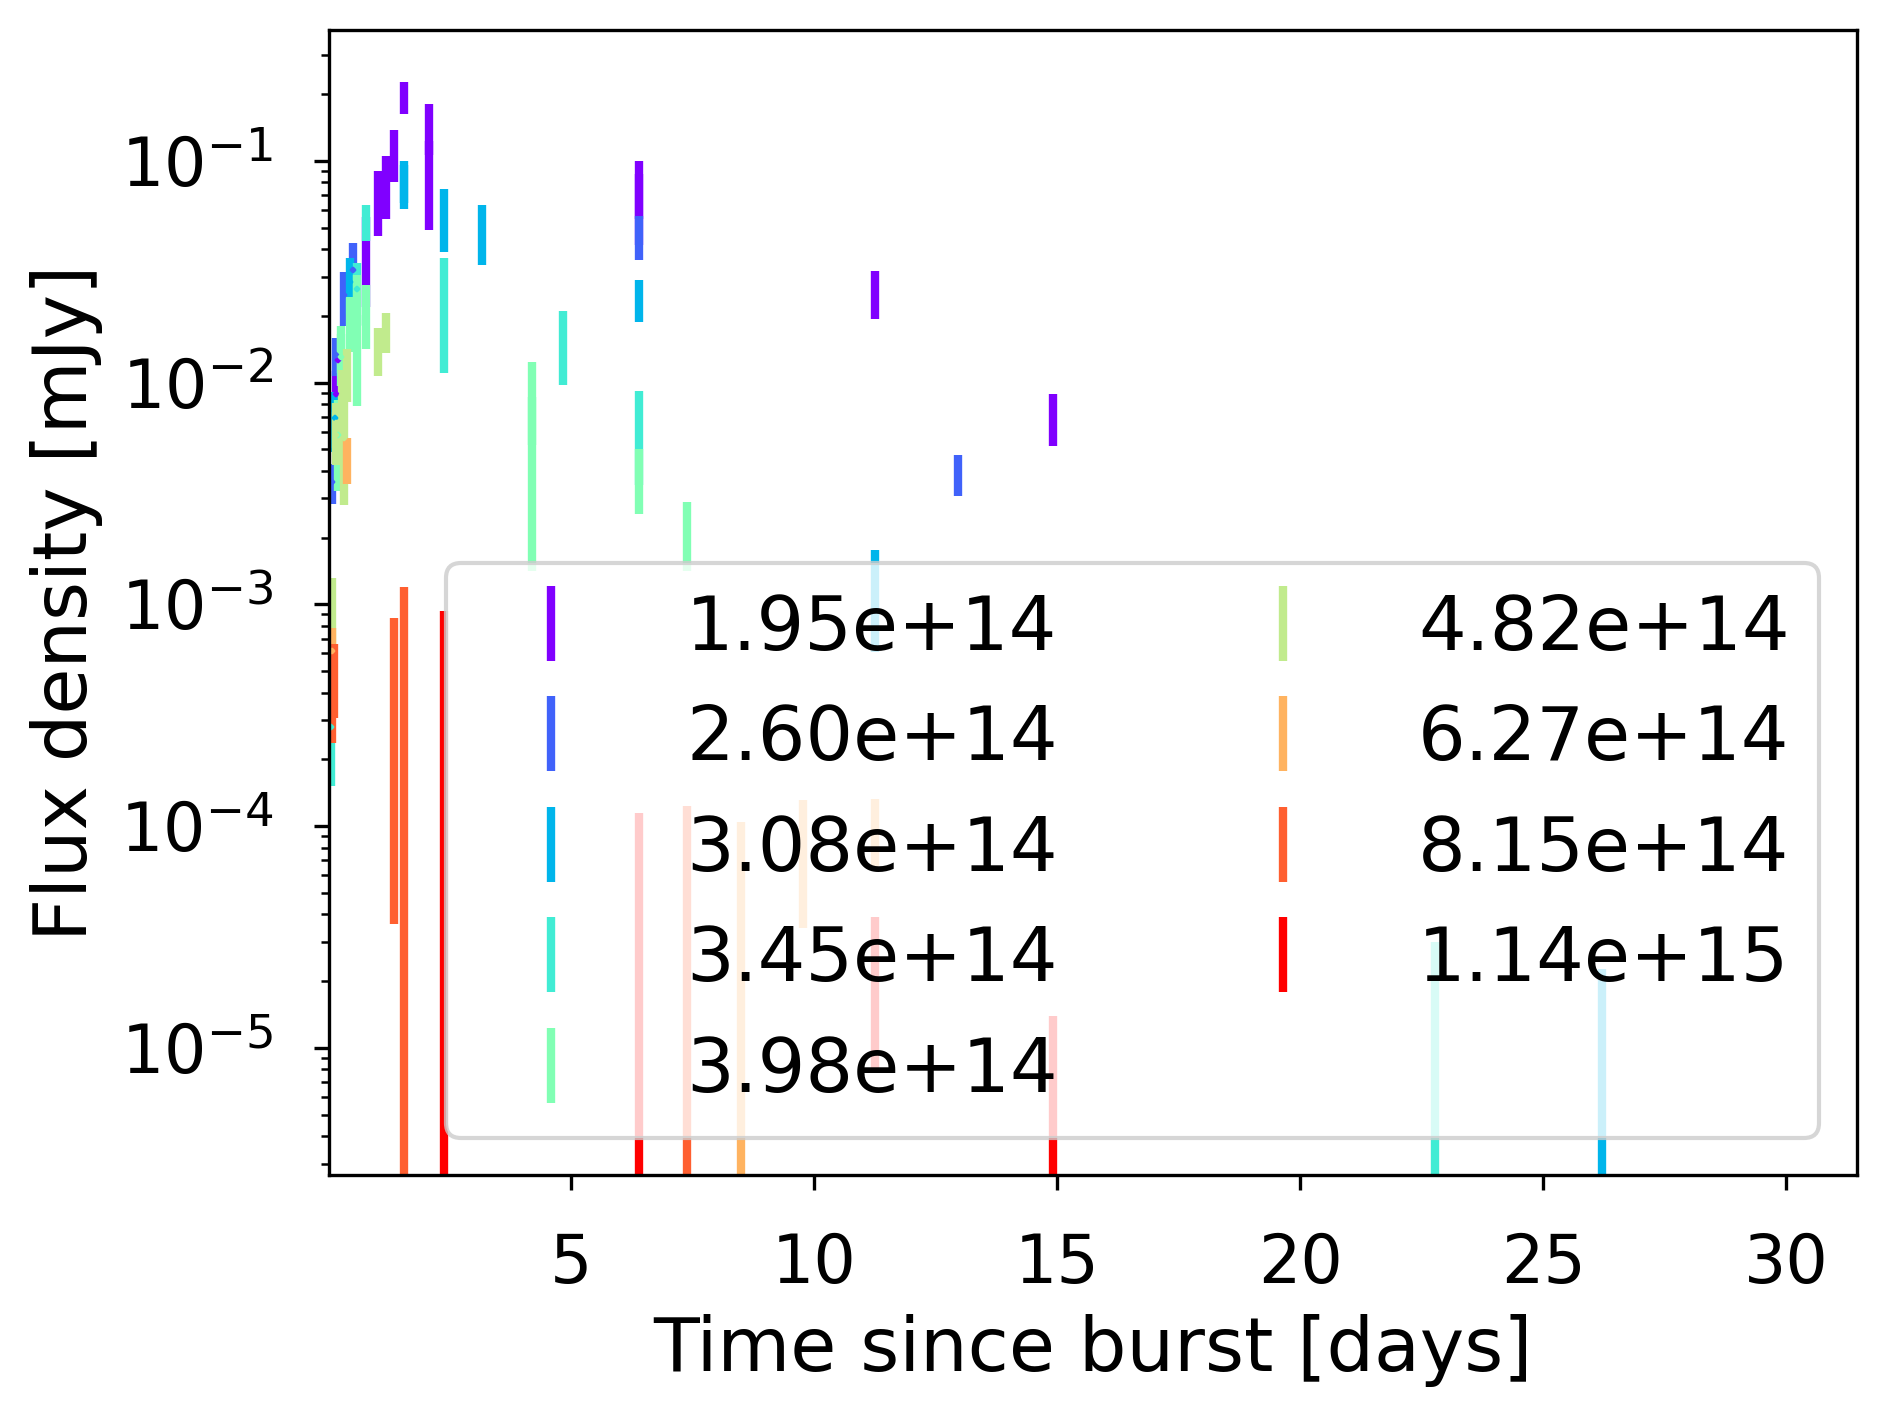 Flux density [mJy]
10⁻¹
10⁻²
10⁻³
10⁻⁴
10⁻⁵
1.95e+14
2.60e+14
3.08e+14
3.45e+14
3.98e+14
4.82e+14
6.27e+14
8.15e+14
1.14e+15
5 10 15 20 25 30
Time since burst [days]